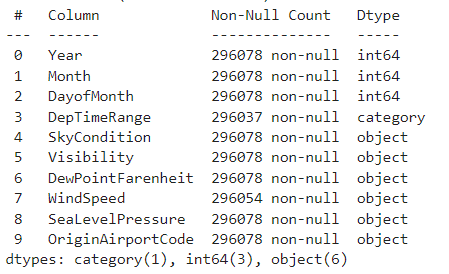 #   Column              Non-Null Count   Dtype
---  ------              --------------   -----
0   Year                296078 non-null  int64
1   Month               296078 non-null  int64
2   DayofMonth          296078 non-null  int64
3   DepTimeRange        296037 non-null  category
4   SkyCondition        296078 non-null  object
5   Visibility          296078 non-null  object
6   DewPointFarenheit   296078 non-null  object
7   WindSpeed           296054 non-null  object
8   SeaLevelPressure    296078 non-null  object
9   OriginAirportCode   296078 non-null  object
dtypes: category(1), int64(3), object(6)